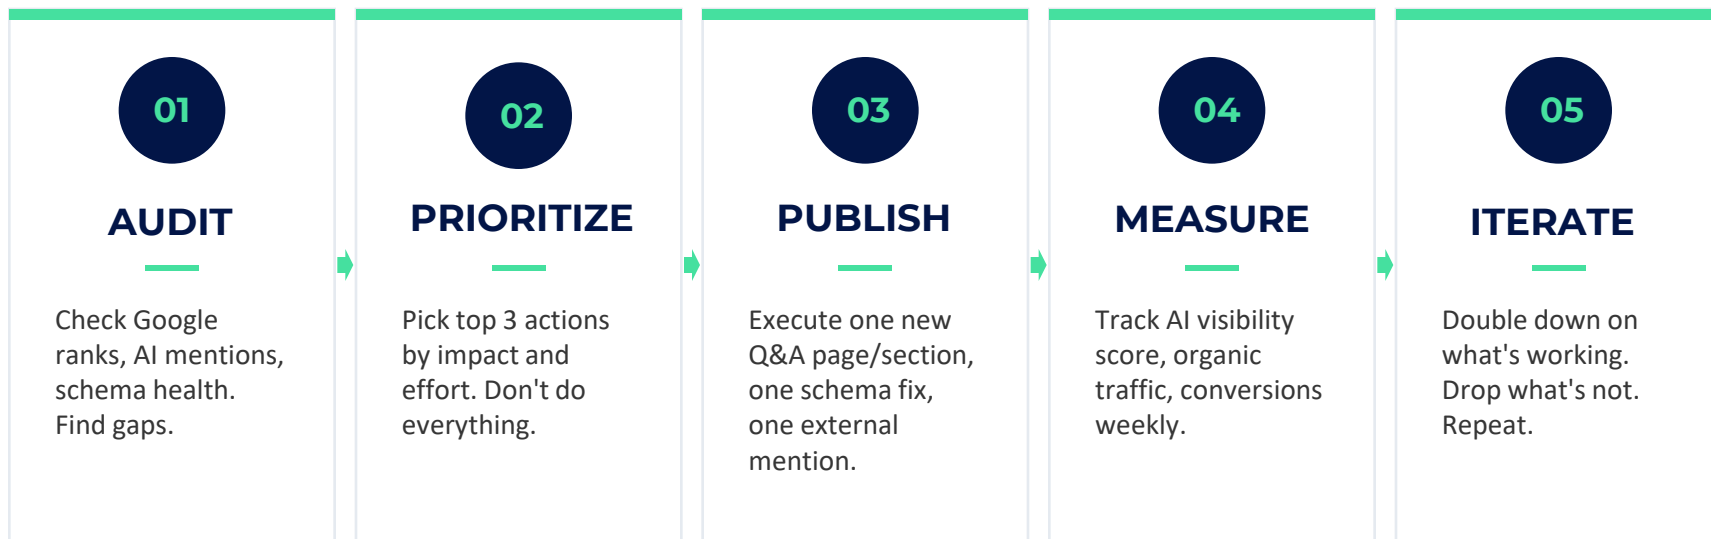 01
AUDIT
Check Google
ranks, AI mentions,
schema health.
Find gaps.
02
PRIORITIZE
Pick top 3 actions
by impact and
effort. Don't do
everything.
03
PUBLISH
Execute one new
Q&A page/section,
one schema fix,
one external
mention.
04
MEASURE
Track AI visibility
score, organic
traffic, conversions
weekly.
05
ITERATE
Double down on
what's working.
Drop what's not.
Repeat.